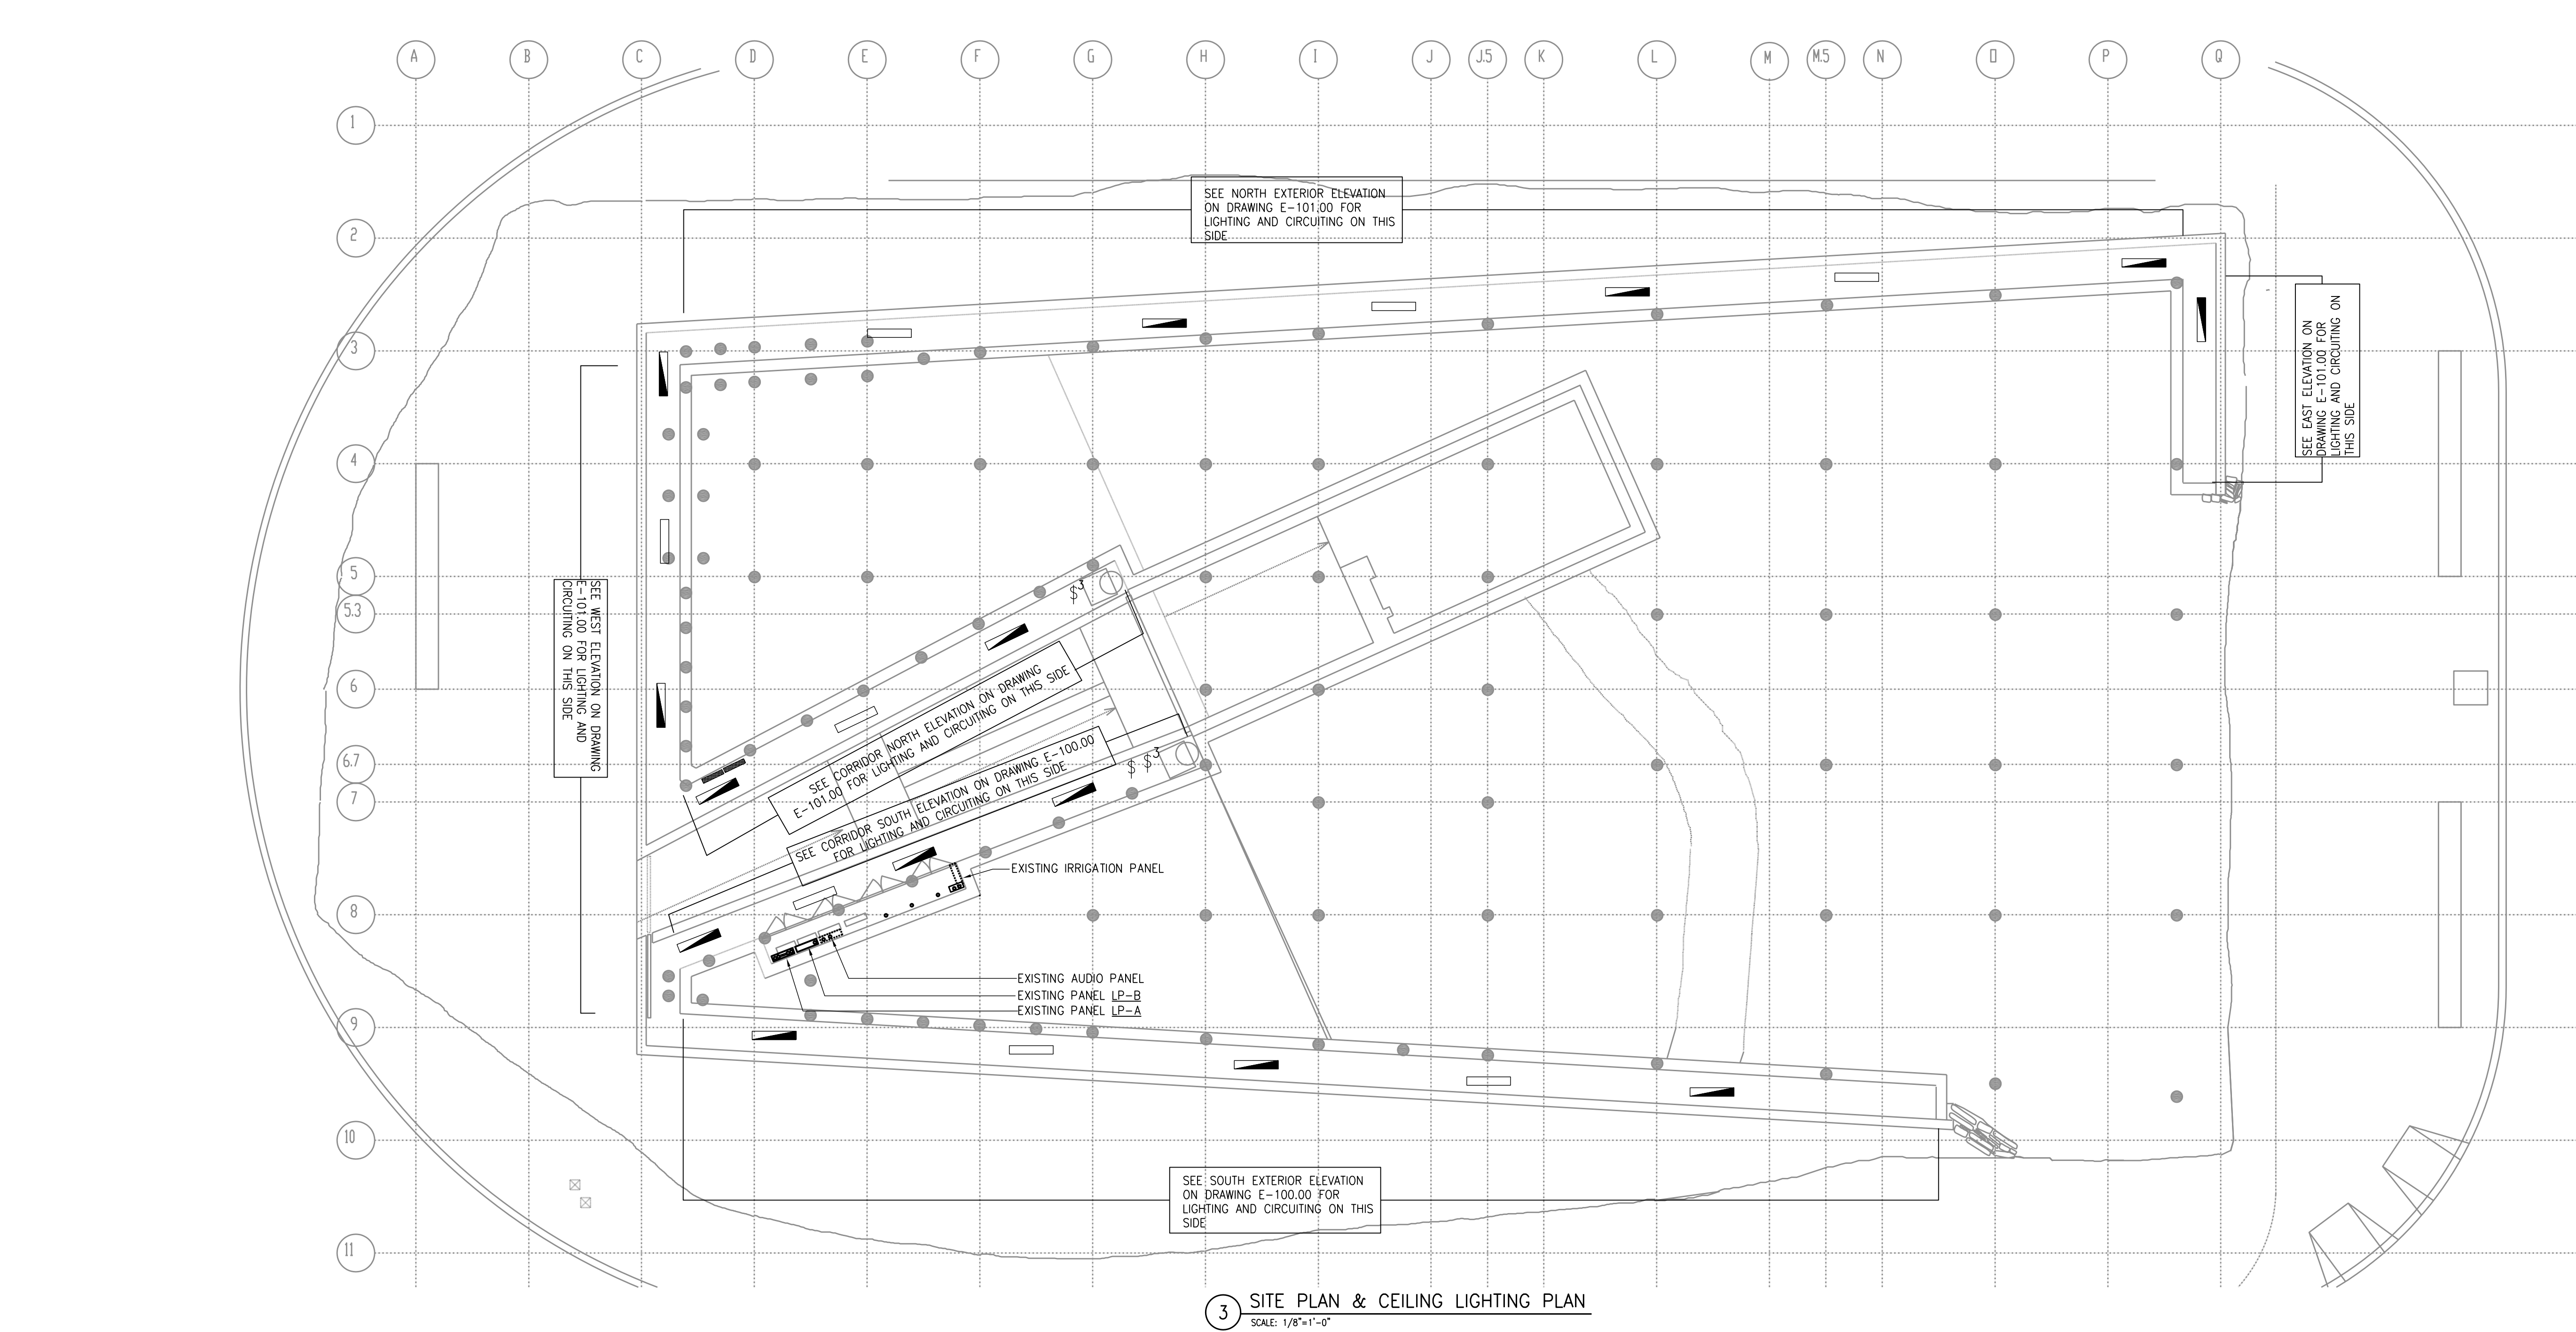 A
B
C
D
E
F
G
H
I
J
J.5
K
L
M
M.5
N
O
P
Q
1
SEE NORTH EXTERIOR ELEVATION
ON DRAWING E-101.00 FOR
LIGHTING AND CIRCUITING ON THIS
SIDE
2
SEE EAST ELEVATION ON
DRAWING E-101.00 FOR
LIGHTING AND CIRCUITING ON
THIS SIDE
3
4
5
5.3
6
6.7
7
8
9
10
11
SEE WEST ELEVATION ON DRAWING
E-101.00 FOR LIGHTING AND
CIRCUITING ON THIS SIDE
$3
SEE CORRIDOR NORTH ELEVATION ON DRAWING
E-101.00 FOR LIGHTING AND CIRCUITING ON THIS SIDE
$ $3
SEE CORRIDOR SOUTH ELEVATION ON DRAWING E-100.00
FOR LIGHTING AND CIRCUITING ON THIS SIDE
EXISTING IRRIGATION PANEL
EXISTING AUDIO PANEL
EXISTING PANEL LP-B
EXISTING PANEL LP-A
SEE SOUTH EXTERIOR ELEVATION
ON DRAWING E-100.00 FOR
LIGHTING AND CIRCUITING ON THIS
SIDE
3 SITE PLAN & CEILING LIGHTING PLAN
SCALE: 1/8"=1'-0"